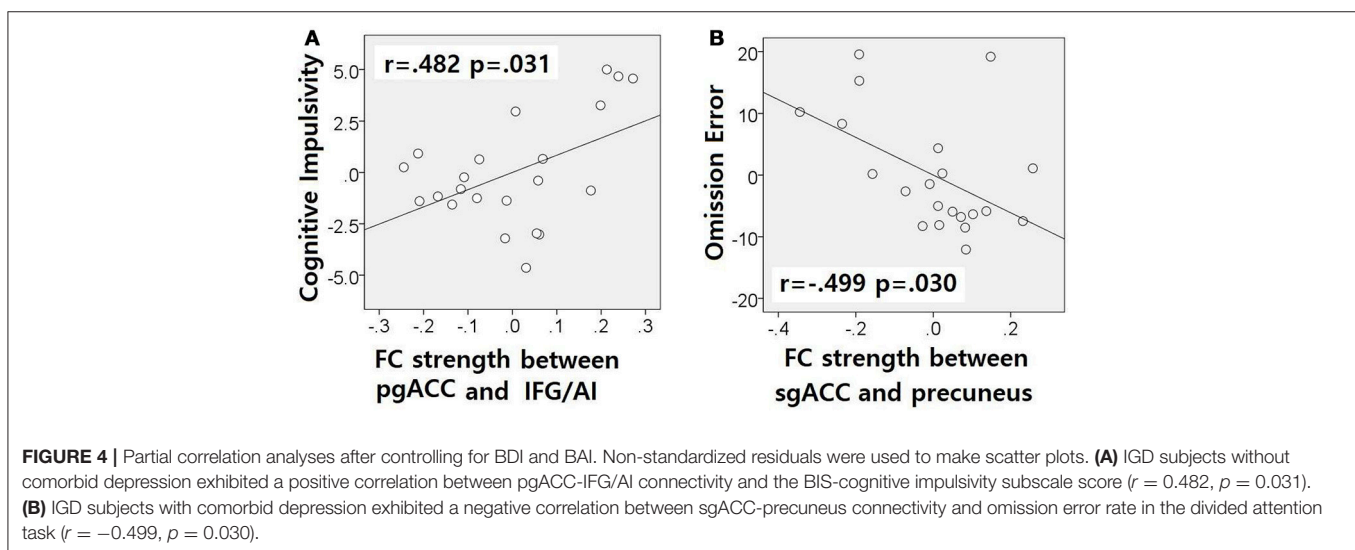 A
r=.482 p=.031
Cognitive Impulsivity
5.0
2.5
.0
-2.5
-5.0
-.3 -.2 -.1 .0 .1 .2 .3
FC strength between
pgACC and IFG/AI
B
r=-.499 p=.030
Omission Error
20
10
0
-10
-20
-.4 -.2 .0 .2
FC strength between
sgACC and precuneus
FIGURE 4 | Partial correlation analyses after controlling for BDI and BAI. Non-standardized residuals were used to make scatter plots. (A) IGD subjects without
comorbid depression exhibited a positive correlation between pgACC-IFG/AI connectivity and the BIS-cognitive impulsivity subscale score (r = 0.482, p = 0.031).
(B) IGD subjects with comorbid depression exhibited a negative correlation between sgACC-precuneus connectivity and omission error rate in the divided attention
task (r = −0.499, p = 0.030).